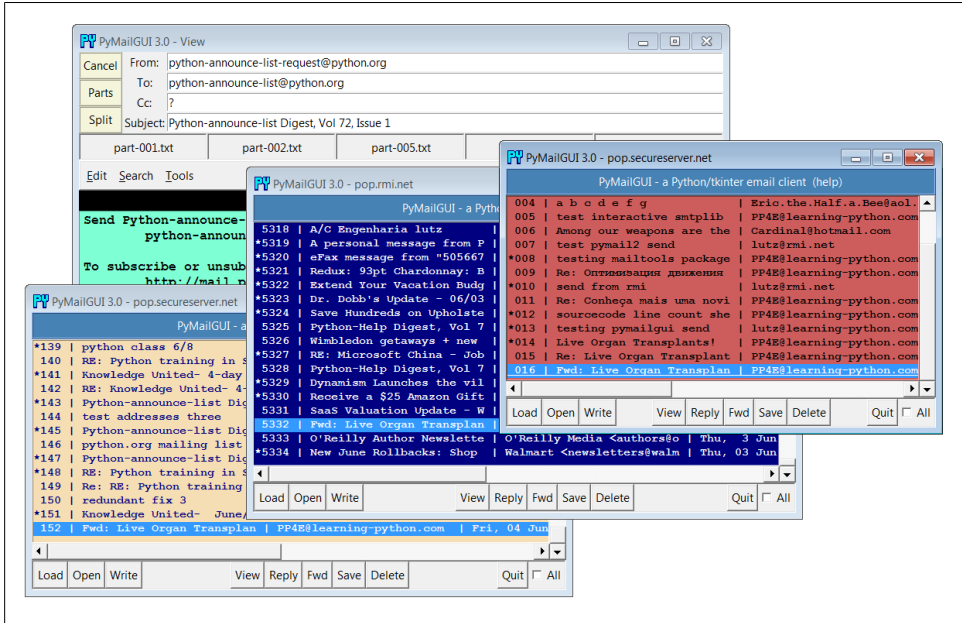 PyMailGUI 3.0 - View
Cancel From: python-announce-list-request@python.org
Parts To: python-announce-list@python.org
Cc: ?
Split Subject: Python-announce-list Digest, Vol 72, Issue 1
part-001.txt part-002.txt part-005.txt
Edit Search Tools
Send Python-announce-
python-announ
To subscribe or unsub
http://mail.p
PyMailGUI 3.0 - pop.secureserver.net
PyMailGUI - a Python/tkinter email client (help)
004 | a b c d e f g | Eric.the.Half.a.Bee@aol.
005 | test interactive smtplib | PP4E@learning-python.com
006 | Among our weapons are the | Cardinal@hotmail.com
007 | test pymail2 send | lutz@rmi.net
*008 | testing mailtools package | PP4E@learning-python.com
009 | Re: Оптимизация движения | lutz@rmi.net
*010 | send from rmi | lutz@rmi.net
011 | Re: Conheça mais uma novi | PP4E@learning-python.com
*012 | sourcecode line count she | PP4E@learning-python.com
*013 | testing pymailgui send | lutz@learning-python.com
*014 | Live Organ Transplants! | PP4E@learning-python.com
015 | Re: Live Organ Transplant | PP4E@learning-python.com
016 | Fwd: Live Organ Transplan | PP4E@learning-python.com
Load Open Write View Reply Fwd Save Delete Quit All
PyMailGUI 3.0 - pop.rmi.net
PyMailGUI - a Pytho
5318 | A/C Engenharia lutz |
*5319 | A personal message from P |
*5320 | eFax message from "505667 |
*5321 | Redux: 93pt Chardonnay: B |
*5322 | Extend Your Vacation Budg |
*5323 | Dr. Dobb's Update - 06/03 |
*5324 | Save Hundreds on Upholste |
5325 | Python-Help Digest, Vol 7 |
5326 | Wimbledon getaways + new |
*5327 | RE: Microsoft China - Job |
5328 | Python-Help Digest, Vol 7 |
*5329 | Dynamism Launches the vil |
*5330 | Receive a $25 Amazon Gift |
5331 | SaaS Valuation Update - W |
5332 | Fwd: Live Organ Transplan |
5333 | O'Reilly Author Newslette | O'Reilly Media <authors@o | Thu, 3 Jun
*5334 | New June Rollbacks: Shop | Walmart <newsletters@walm | Thu, 03 Jun
Load Open Write View Reply Fwd Save Delete Quit All
PyMailGUI 3.0 - pop.secureserver.net
PyMailGUI - a
*139 | python class 6/8
140 | RE: Python training in S
*141 | Knowledge United- 4-day
142 | RE: Knowledge United- 4-
*143 | Python-announce-list Dig
144 | test addresses three
*145 | Python-announce-list Dig
146 | python.org mailing list
*147 | Python-announce-list Dig
*148 | RE: Python training in S
149 | Re: RE: Python training
150 | redundant fix 3
*151 | Knowledge United- June/
152 | Fwd: Live Organ Transplan | PP4E@learning-python.com | Fri, 04 Jun
Load Open Write View Reply Fwd Save Delete Quit All